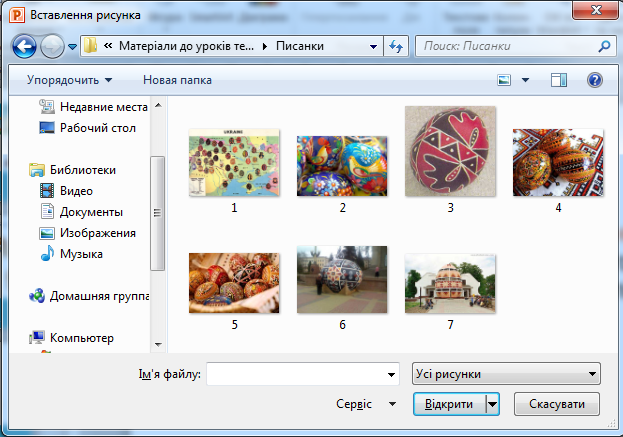 Вставлення рисунка
« Матеріали до уроків те... Писанки
Поиск: Писанки
Упорядочить
Новая папка
Недавние места
Рабочий стол
Библиотеки
Видео
Документы
Изображения
Музыка
Домашняя группа
Компьютер
UKRAINE
1
2
3
4
5
6
7
Ім'я файлу:
Усі рисунки
Сервіс
Відкрити
Скасувати